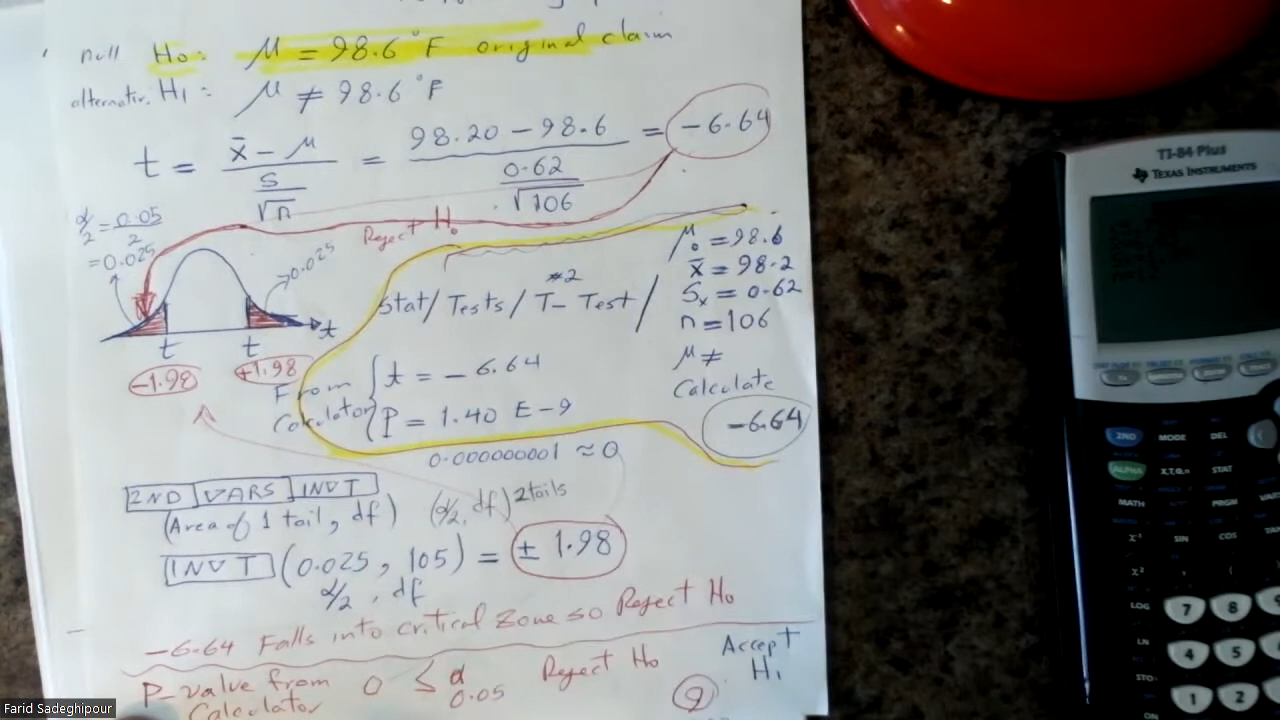 null H₀: μ = 98.6 °F original claim
alternativ. H₁: μ ≠ 98.6 °F
t = (x̄ − μ) / (s/√n) = (98.20 − 98.6) / (0.62/√106) = −6.64
α/2 = 0.05/2
= 0.025
0.025
Reject H₀
t
t
t
−1.98
+1.98
#2
Stat/ Tests/ T− Test/
μ₀ = 98.6
x̄ = 98.2
Sx = 0.62
n = 106
μ ≠
Calculate
−6.64
From Calculator
t = − 6.64
P = 1.40 E−9
0.000000001 ≈ 0
2ND VARS INVT
(Area of 1 tail, df) (α/2, df) 2tails
INVT (0.025, 105) = ± 1.98
α/2, df
−6.64 Falls into critical zone so Reject H₀
P−value from Calculator 0 ≤ α 0.05 Reject H₀
Accept H₁
TI-84 Plus
TEXAS INSTRUMENTS
2ND MODE DEL
ALPHA X,T,θ,n STAT
MATH PRGM
SIN COS
LOG 7 8
LN 4 5
STO 1 2
ON
Farid Sadeghipour